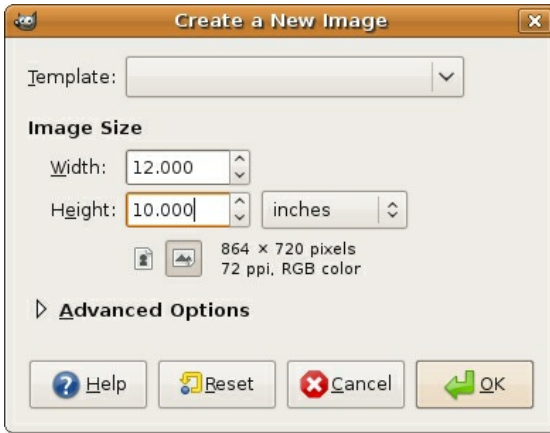 Create a New Image
Template:
Image Size
Width: 12.000
Height: 10.000 inches
864 × 720 pixels
72 ppi, RGB color
Advanced Options
Help Reset Cancel OK